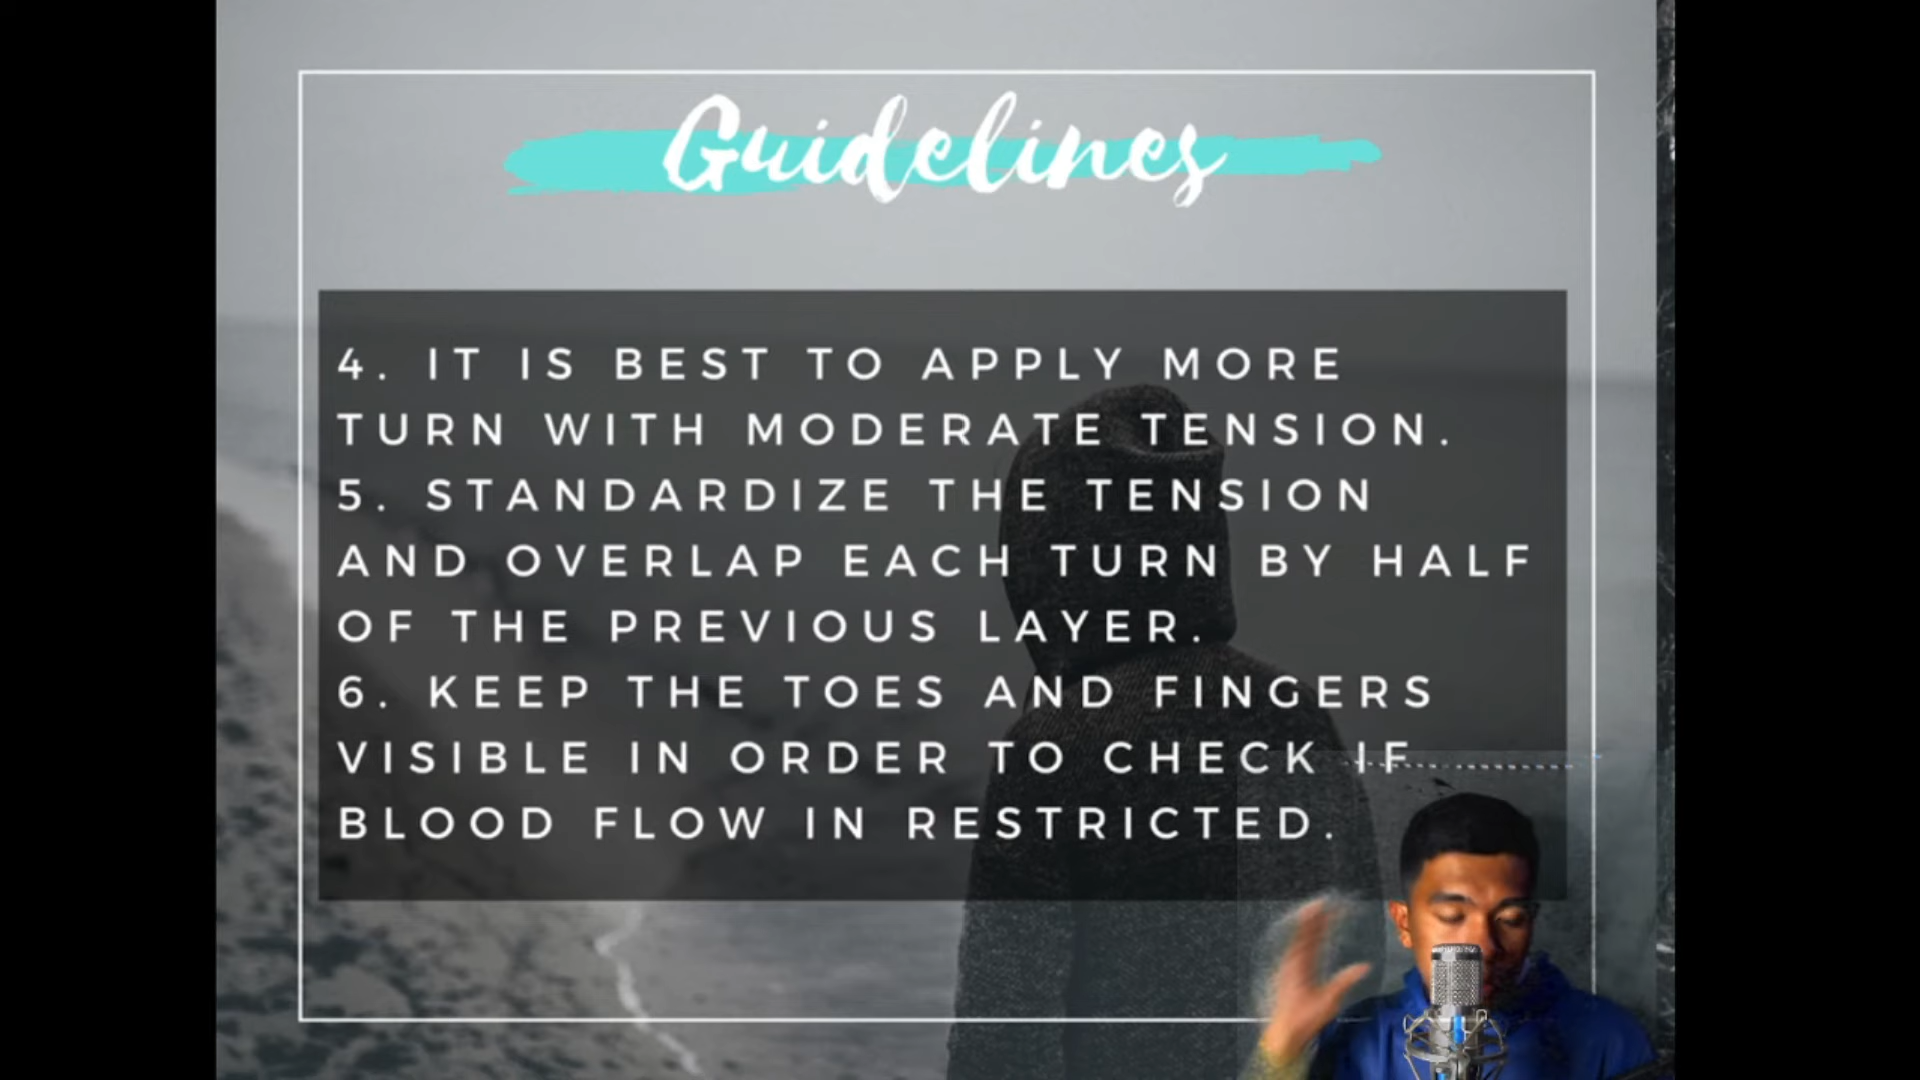 Guidelines
4. IT IS BEST TO APPLY MORE
TURN WITH MODERATE TENSION.
5. STANDARDIZE THE TENSION
AND OVERLAP EACH TURN BY HALF
OF THE PREVIOUS LAYER.
6. KEEP THE TOES AND FINGERS
VISIBLE IN ORDER TO CHECK IF
BLOOD FLOW IN RESTRICTED.